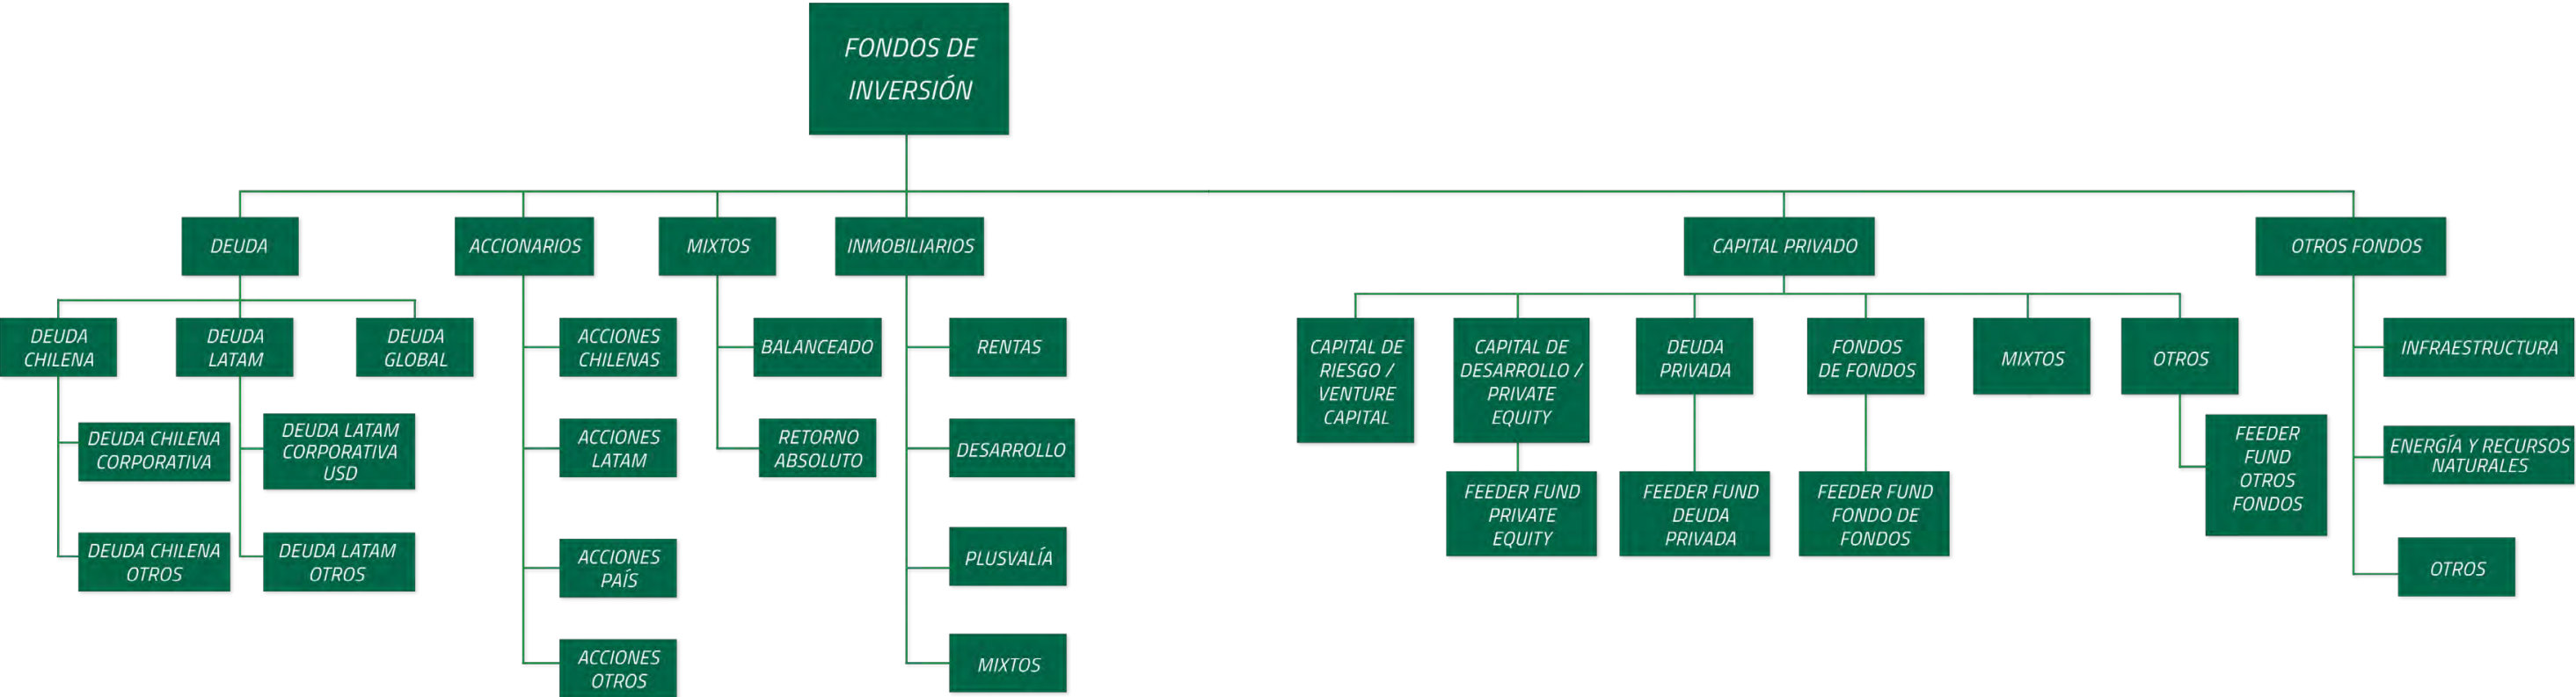 FONDOS DE
INVERSIÓN
DEUDA
ACCIONARIOS
MIXTOS
INMOBILIARIOS
CAPITAL PRIVADO
OTROS FONDOS
DEUDA
CHILENA
DEUDA
LATAM
DEUDA
GLOBAL
DEUDA CHILENA
CORPORATIVA
DEUDA CHILENA
OTROS
DEUDA LATAM
CORPORATIVA
USD
DEUDA LATAM
OTROS
ACCIONES
CHILENAS
ACCIONES
LATAM
ACCIONES
PAÍS
ACCIONES
OTROS
BALANCEADO
RETORNO
ABSOLUTO
RENTAS
DESARROLLO
PLUSVALÍA
MIXTOS
CAPITAL DE
RIESGO /
VENTURE
CAPITAL
CAPITAL DE
DESARROLLO /
PRIVATE
EQUITY
FEEDER FUND
PRIVATE
EQUITY
DEUDA
PRIVADA
FEEDER FUND
DEUDA
PRIVADA
FONDOS
DE FONDOS
FEEDER FUND
FONDO DE
FONDOS
MIXTOS
OTROS
FEEDER
FUND
OTROS
FONDOS
INFRAESTRUCTURA
ENERGÍA Y RECURSOS
NATURALES
OTROS